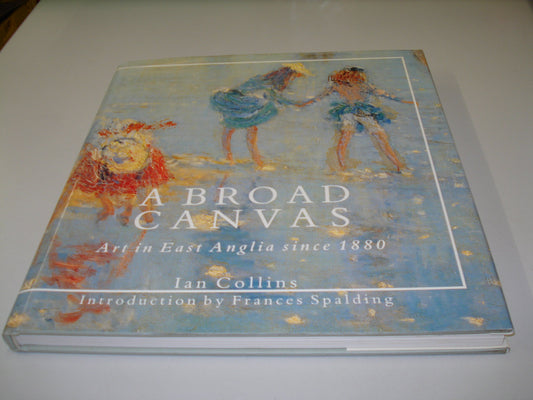 A BROAD
CANVAS
Art in East Anglia since 1880
Ian Collins
Introduction by Frances Spalding